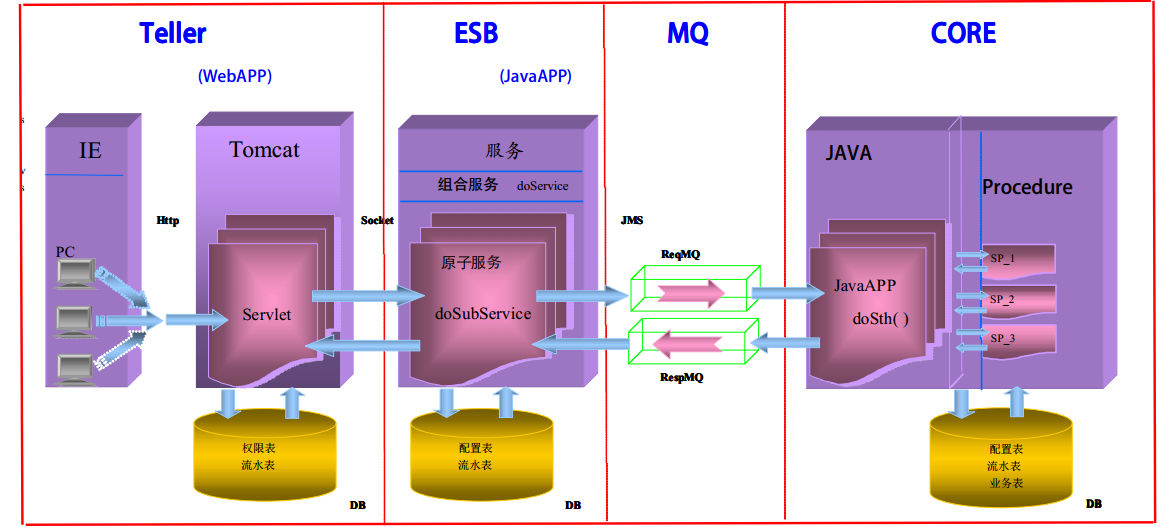 Teller
(WebAPP)
ESB
(JavaAPP)
MQ
CORE
s
v
s
IE
PC
Http
Tomcat
Servlet
权限表
流水表
DB
Socket
服务
组合服务 doService
原子服务
doSubService
配置表
流水表
DB
JMS
ReqMQ
RespMQ
JAVA
JavaAPP
doSth( )
Procedure
SP_1
SP_2
SP_3
配置表
流水表
业务表
DB